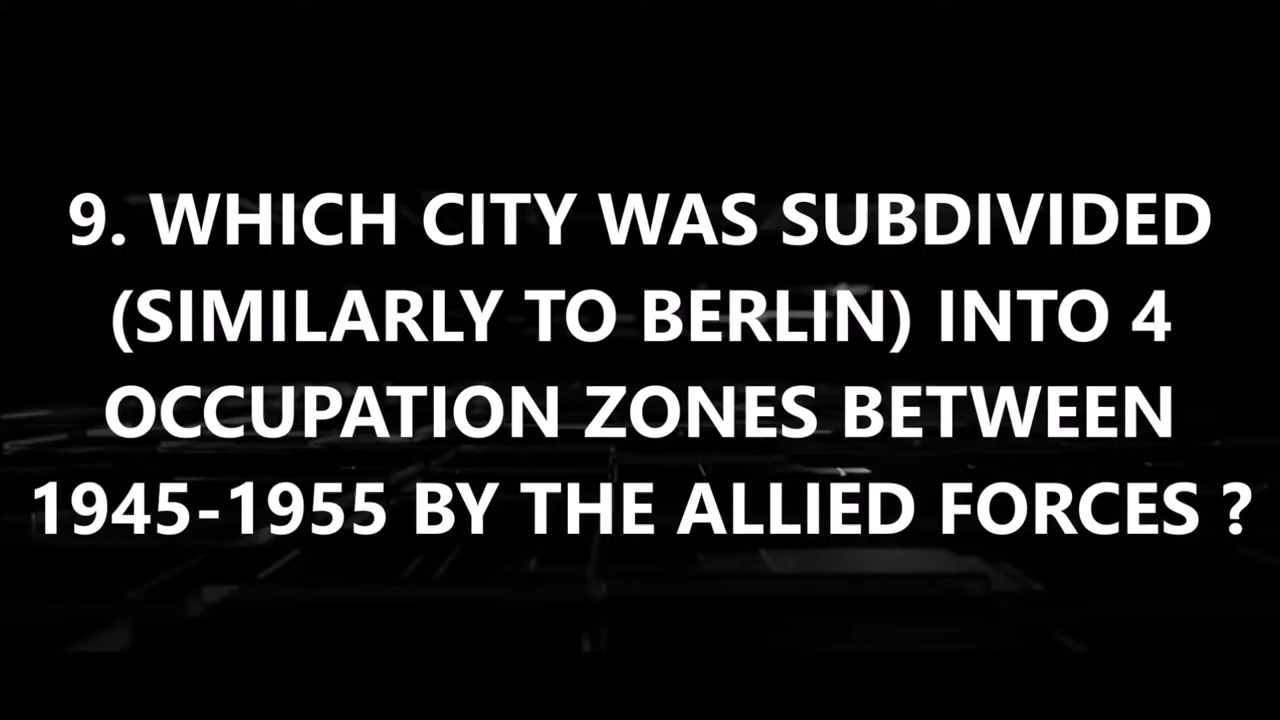 9. WHICH CITY WAS SUBDIVIDED
(SIMILARLY TO BERLIN) INTO 4
OCCUPATION ZONES BETWEEN
1945-1955 BY THE ALLIED FORCES ?